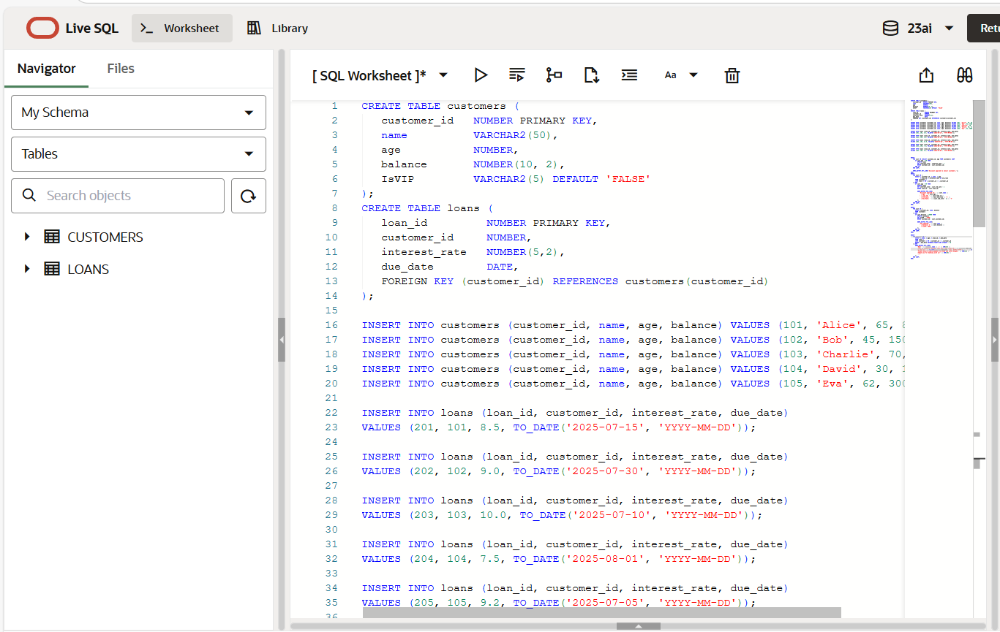 Live SQL
Worksheet
Library
23ai
Navigator
Files
My Schema
Tables
Search objects
CUSTOMERS
LOANS
[ SQL Worksheet ]*
Aa
1 CREATE TABLE customers (
2 customer_id NUMBER PRIMARY KEY,
3 name VARCHAR2(50),
4 age NUMBER,
5 balance NUMBER(10, 2),
6 IsVIP VARCHAR2(5) DEFAULT 'FALSE'
7 );
8 CREATE TABLE loans (
9 loan_id NUMBER PRIMARY KEY,
10 customer_id NUMBER,
11 interest_rate NUMBER(5,2),
12 due_date DATE,
13 FOREIGN KEY (customer_id) REFERENCES customers(customer_id)
14 );
15
16 INSERT INTO customers (customer_id, name, age, balance) VALUES (101, 'Alice', 65,
17 INSERT INTO customers (customer_id, name, age, balance) VALUES (102, 'Bob', 45, 150
18 INSERT INTO customers (customer_id, name, age, balance) VALUES (103, 'Charlie', 70,
19 INSERT INTO customers (customer_id, name, age, balance) VALUES (104, 'David', 30,
20 INSERT INTO customers (customer_id, name, age, balance) VALUES (105, 'Eva', 62, 300
21
22 INSERT INTO loans (loan_id, customer_id, interest_rate, due_date)
23 VALUES (201, 101, 8.5, TO_DATE('2025-07-15', 'YYYY-MM-DD'));
24
25 INSERT INTO loans (loan_id, customer_id, interest_rate, due_date)
26 VALUES (202, 102, 9.0, TO_DATE('2025-07-30', 'YYYY-MM-DD'));
27
28 INSERT INTO loans (loan_id, customer_id, interest_rate, due_date)
29 VALUES (203, 103, 10.0, TO_DATE('2025-07-10', 'YYYY-MM-DD'));
30
31 INSERT INTO loans (loan_id, customer_id, interest_rate, due_date)
32 VALUES (204, 104, 7.5, TO_DATE('2025-08-01', 'YYYY-MM-DD'));
33
34 INSERT INTO loans (loan_id, customer_id, interest_rate, due_date)
35 VALUES (205, 105, 9.2, TO_DATE('2025-07-05', 'YYYY-MM-DD'));
36